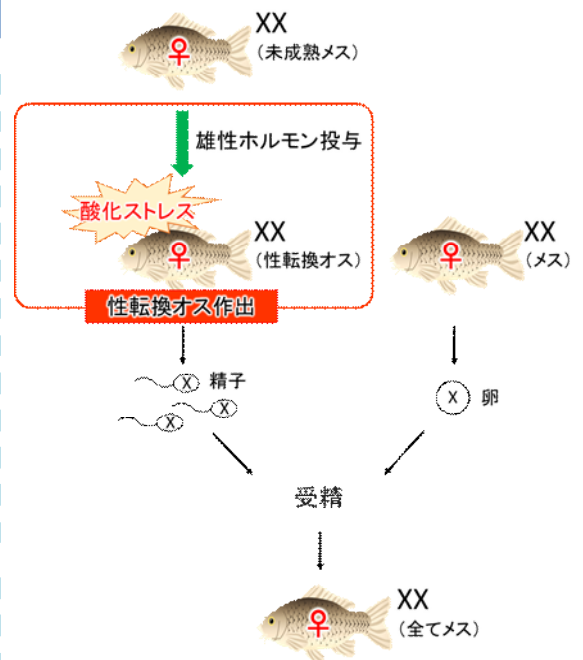 XX
(未成熟メス)
♀
雄性ホルモン投与
酸化ストレス
♀
XX
(性転換オス)
性転換オス作出
♀
XX
(メス)
X 精子
X
X
X 卵
受精
♀
XX
(全てメス)